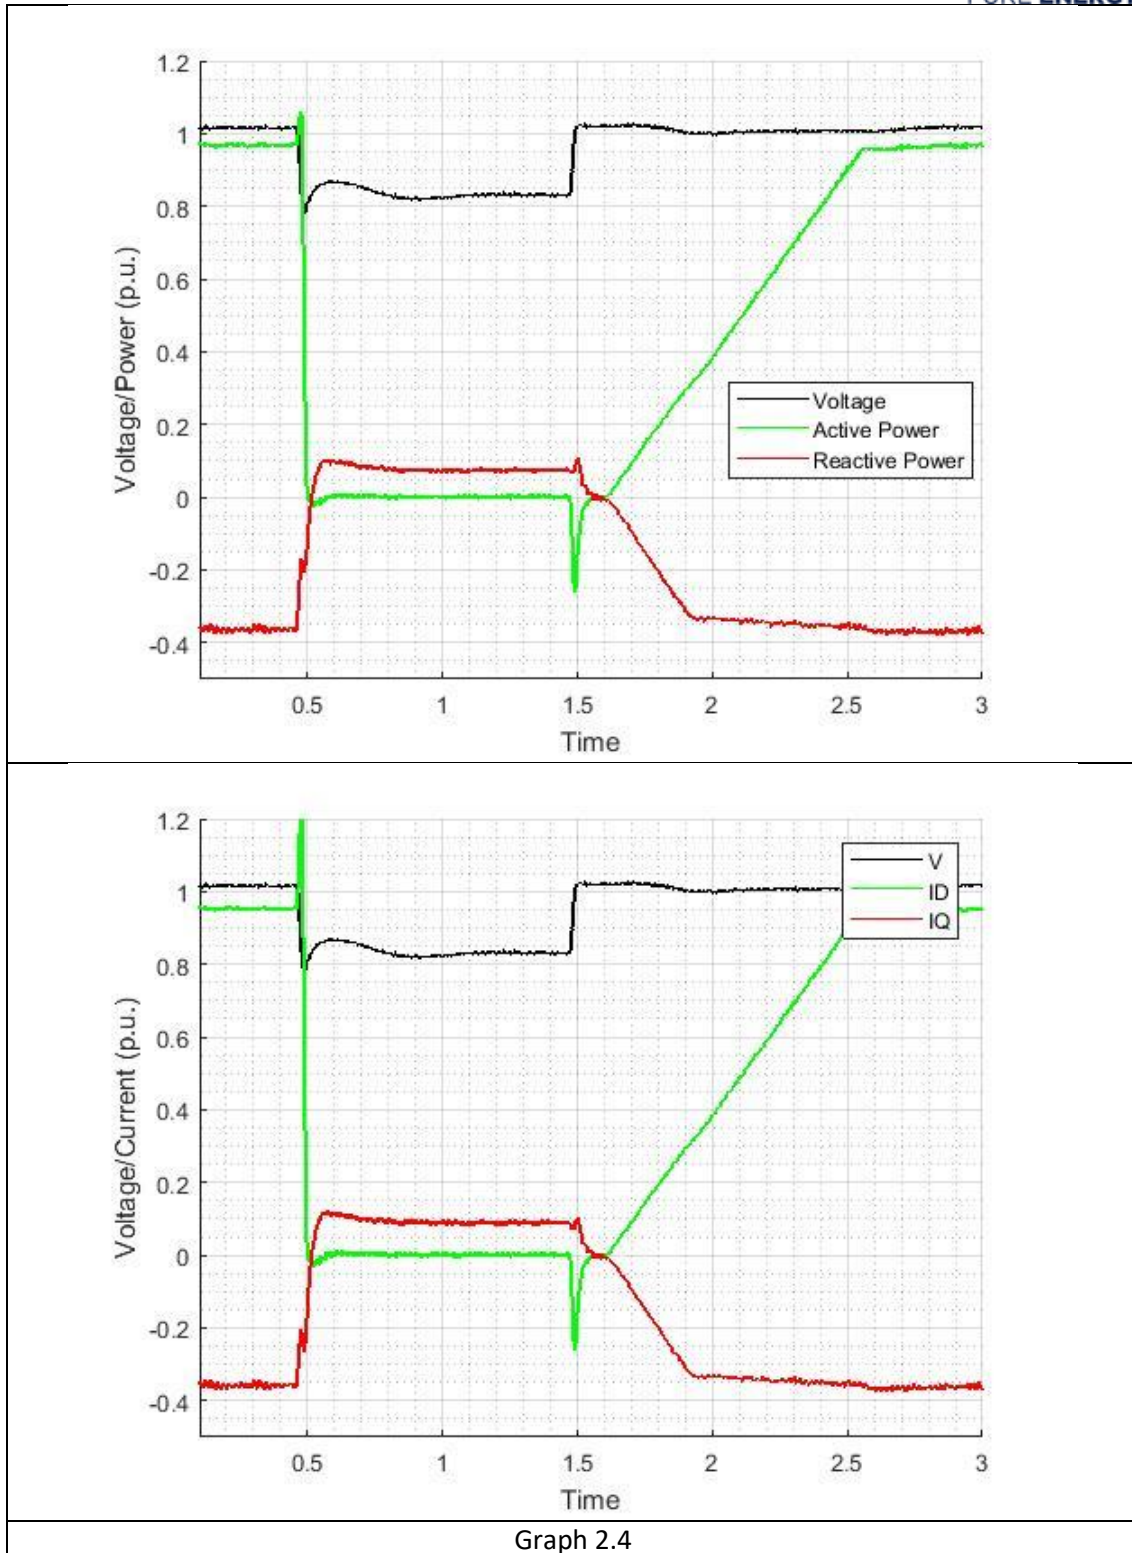 1.2
1
0.8
0.6
0.4
0.2
0
-0.2
-0.4
Voltage/Power (p.u.)
Voltage
Active Power
Reactive Power
0.5 1 1.5 2 2.5 3
Time
1.2
1
0.8
0.6
0.4
0.2
0
-0.2
-0.4
Voltage/Current (p.u.)
V
ID
IQ
0.5 1 1.5 2 2.5 3
Time
Graph 2.4